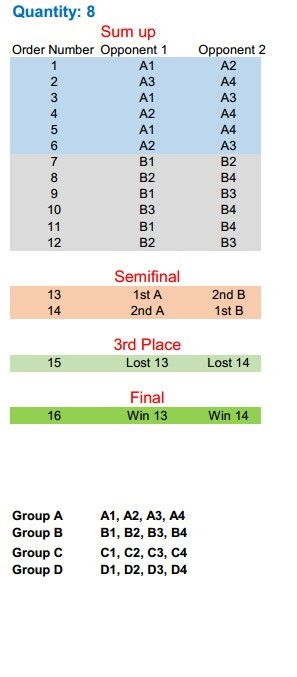 Quantity: 8
Sum up
Order Number Opponent 1 Opponent 2
1 A1 A2
2 A3 A4
3 A1 A3
4 A2 A4
5 A1 A4
6 A2 A3
7 B1 B2
8 B2 B4
9 B1 B3
10 B3 B4
11 B1 B4
12 B2 B3
Semifinal
13 1st A 2nd B
14 2nd A 1st B
3rd Place
15 Lost 13 Lost 14
Final
16 Win 13 Win 14
Group A A1, A2, A3, A4
Group B B1, B2, B3, B4
Group C C1, C2, C3, C4
Group D D1, D2, D3, D4